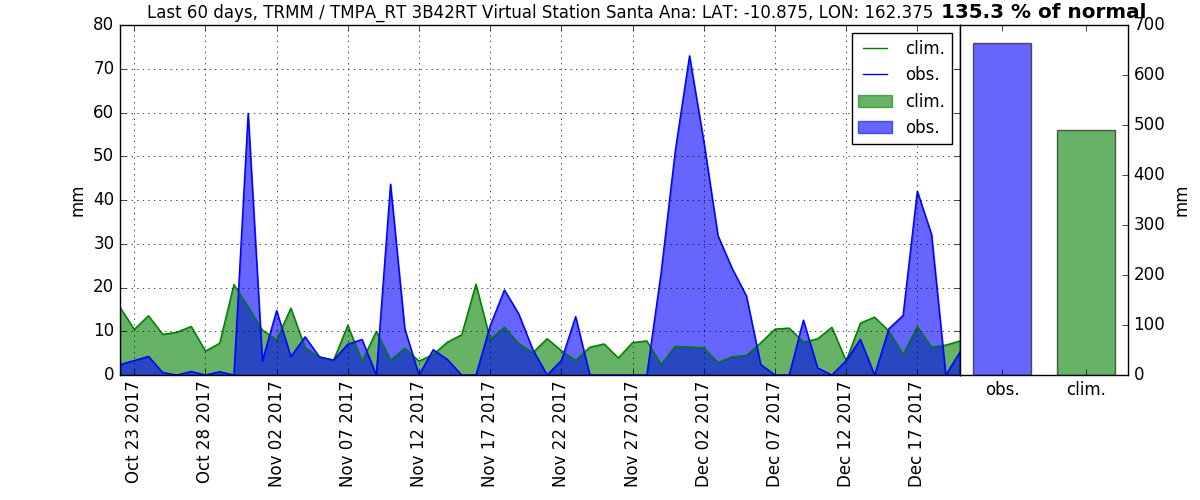 Last 60 days, TRMM / TMPA_RT 3B42RT Virtual Station Santa Ana: LAT: -10.875, LON: 162.375 135.3 % of normal
80
70
60
50
40
30
20
10
0
mm
clim.
obs.
clim.
obs.
700
600
500
400
300
200
100
0
mm
obs. clim.
Oct 23 2017
Oct 28 2017
Nov 02 2017
Nov 07 2017
Nov 12 2017
Nov 17 2017
Nov 22 2017
Nov 27 2017
Dec 02 2017
Dec 07 2017
Dec 12 2017
Dec 17 2017